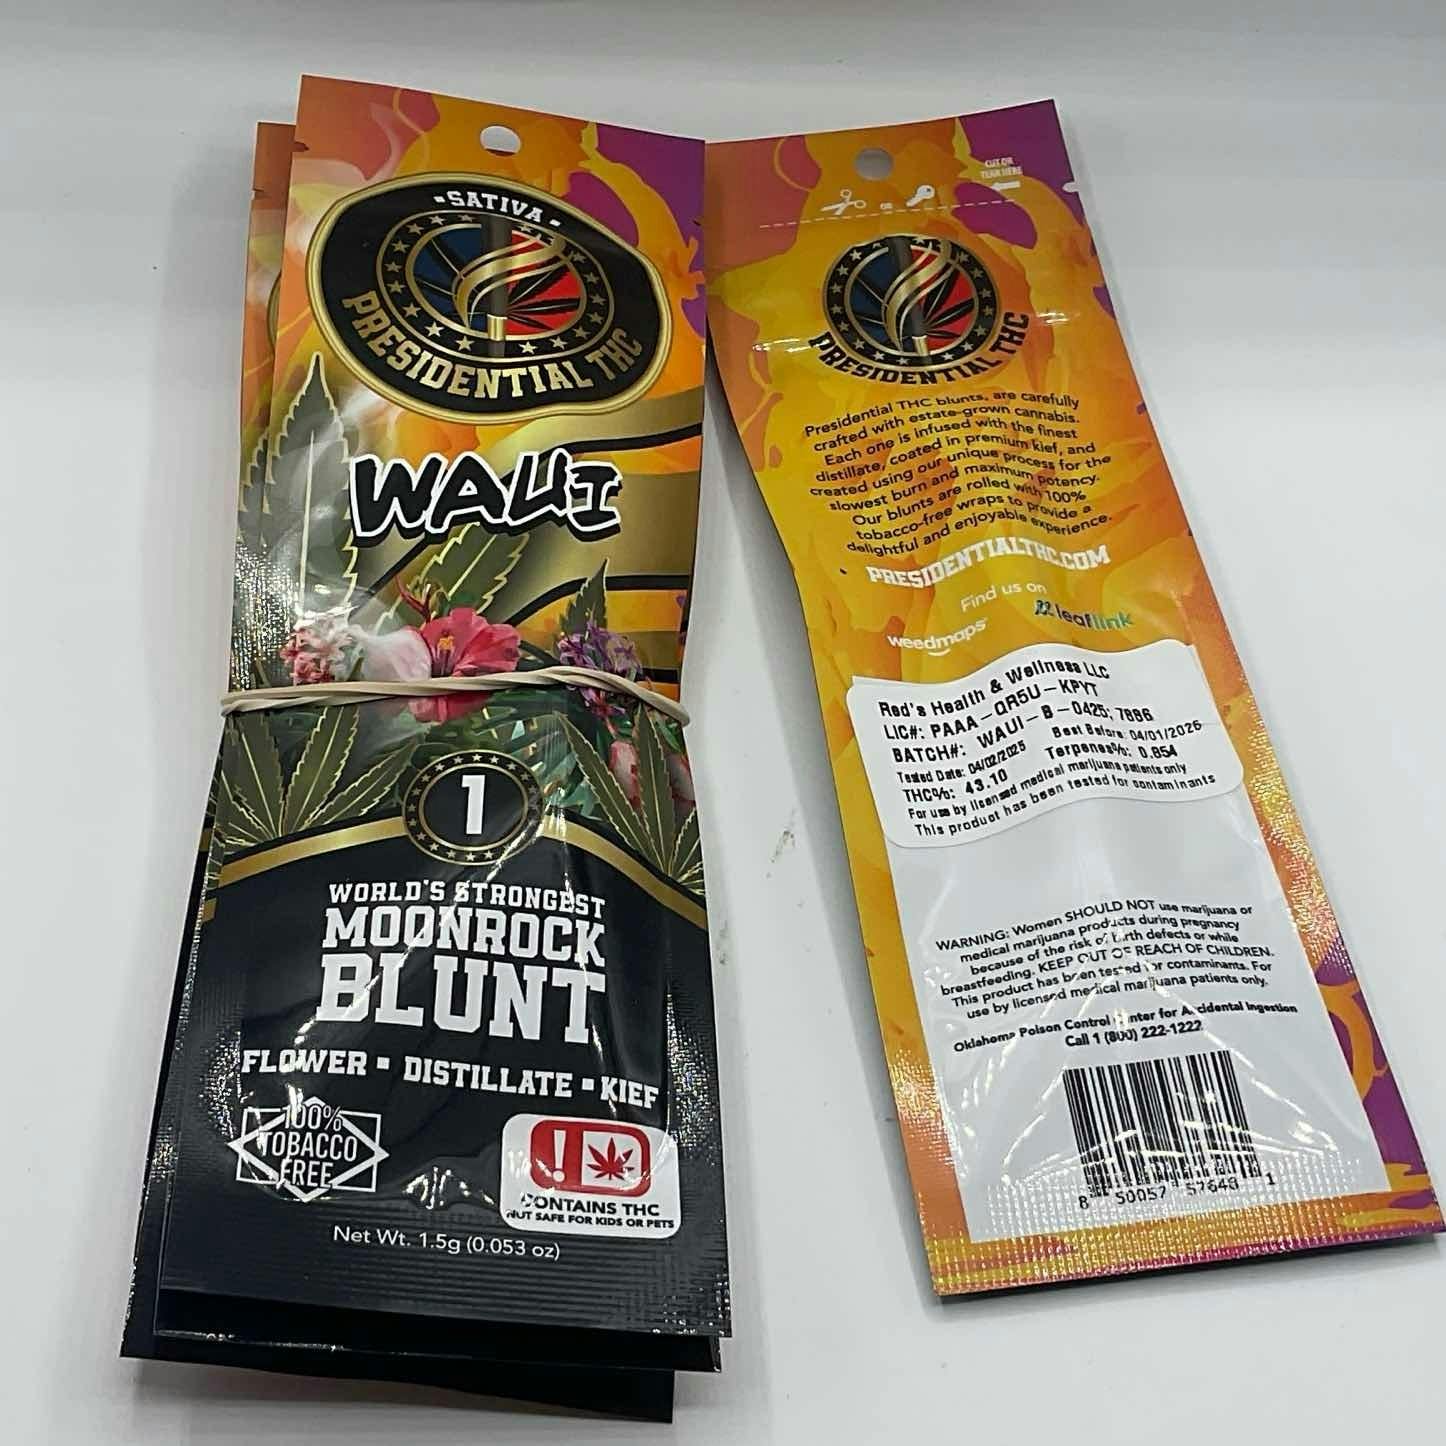 SATIVA
PRESIDENTIAL THC
WAUI
1
WORLD'S STRONGEST
MOONROCK
BLUNT
FLOWER ▪ DISTILLATE ▪ KIEF
100%
TOBACCO
FREE
!
CONTAINS THC
NOT SAFE FOR KIDS OR PETS
Net Wt. 1.5g (0.053 oz)
CUT OR
TEAR HERE
OR
PRESIDENTIAL THC
Presidential THC blunts, are carefully
crafted with estate-grown cannabis.
Each one is infused with the finest
distillate, coated in premium kief, and
created using our unique process for the
slowest burn and maximum potency.
Our blunts are rolled with 100%
tobacco-free wraps to provide a
delightful and enjoyable experience.
PRESIDENTIALTHC.COM
Find us on
weedmaps leaflink
Red's Health & Wellness LLC
LIC#: PAAA-QR5U-KPYT
BATCH#: WAUI-B-0425; 7886
Tested Date: 04/02/2025 Best Before: 04/01/2026
THC%: 43.10 Terpenes%: 0.854
For use by licensed medical marijuana patients only
This product has been tested for contaminants
WARNING: Women SHOULD NOT use marijuana or
medical marijuana products during pregnancy
because of the risk of birth defects or while
breastfeeding. KEEP OUT OF REACH OF CHILDREN.
This product has been tested for contaminants. For
use by licensed medical marijuana patients only.
Oklahoma Poison Control Center for Accidental Ingestion
Call 1 (800) 222-1222
8 50057 57648 1